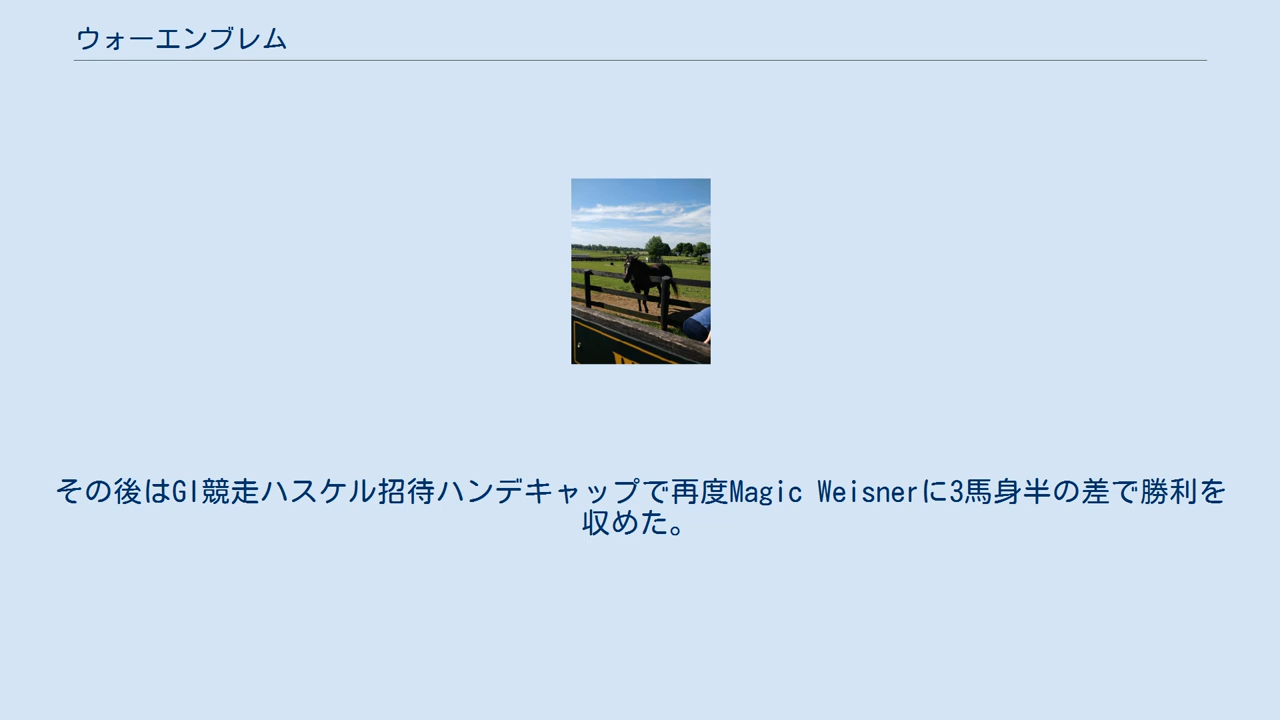 ウォーエンブレム
その後はGI競走ハスケル招待ハンデキャップで再度Magic Weisnerに3馬身半の差で勝利を
収めた。